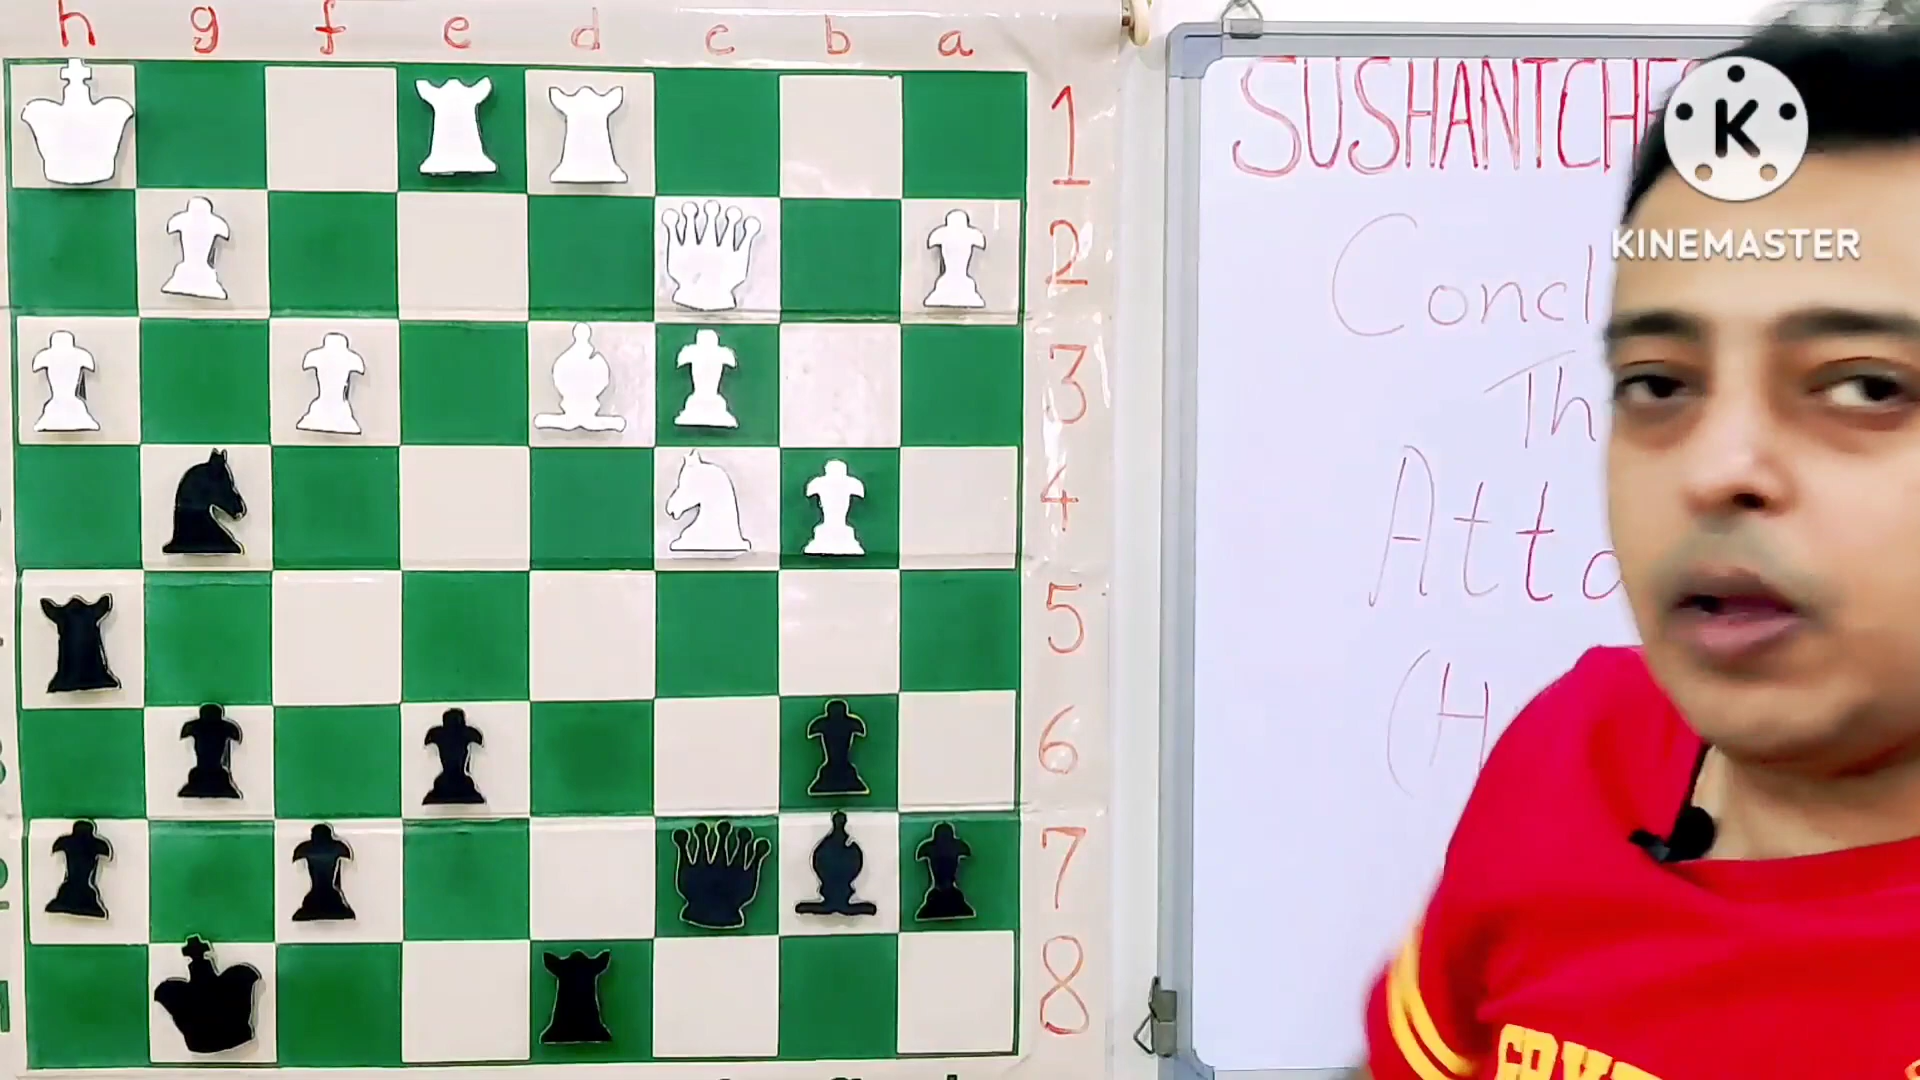 h g f e d c b a
1
2
3
4
5
6
7
8
SUSHANTCHE
Concl
Th
Atta
(H
K
KINEMASTER